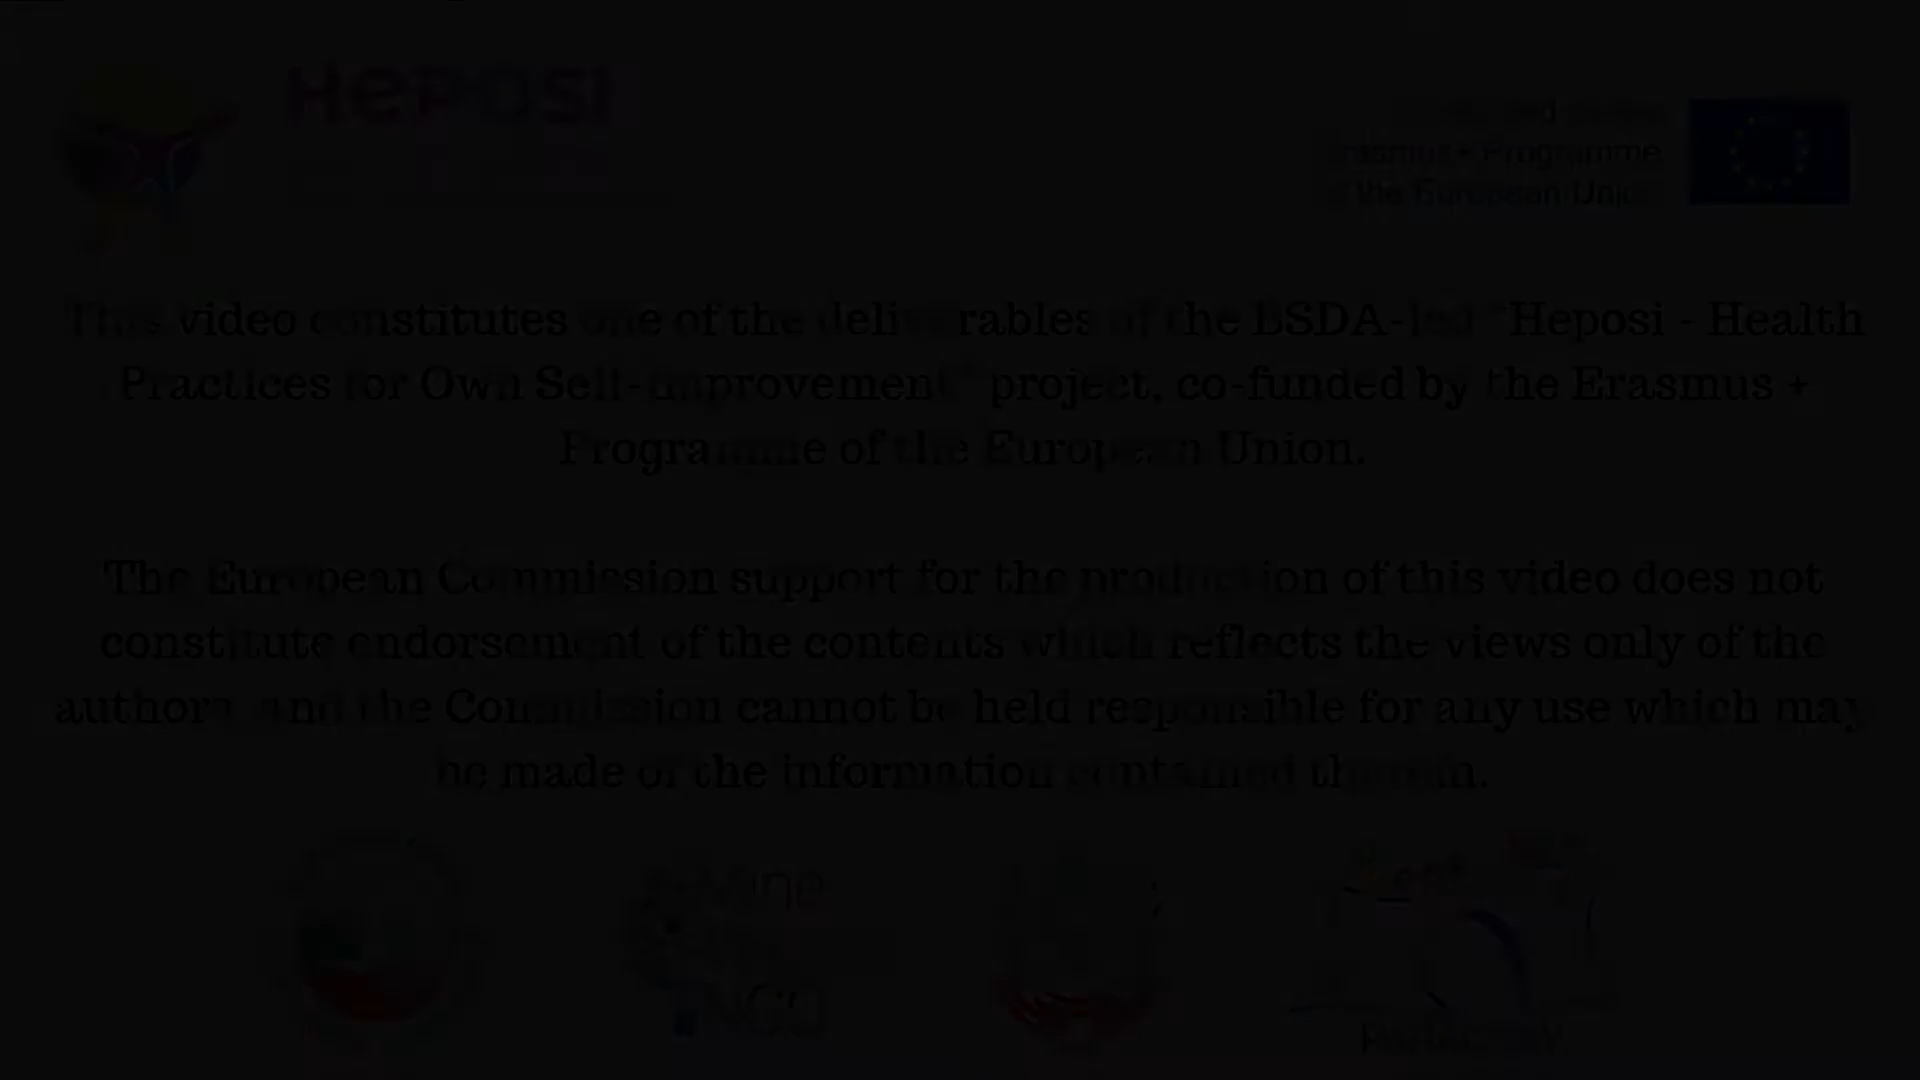 Heposi
Erasmus+ Programme
of the European Union
This video constitutes one of the deliverables of the BSDA-led "Heposi - Health
Practices for Own Self-improvement" project, co-funded by the Erasmus +
Programme of the European Union.
The European Commission support for the production of this video does not
constitute endorsement of the contents which reflects the views only of the
authors, and the Commission cannot be held responsible for any use which may
be made of the information contained therein.
NGO